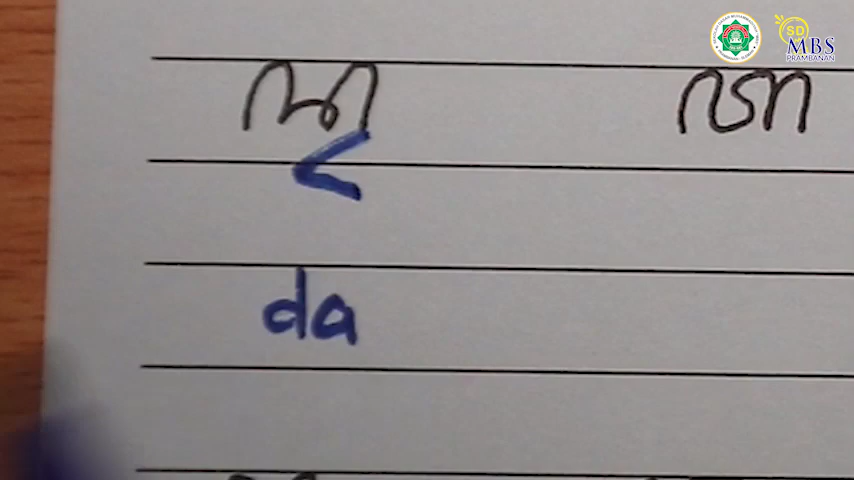 SD
MBS
PRAMBANAN
ꦢ ꦠ
da